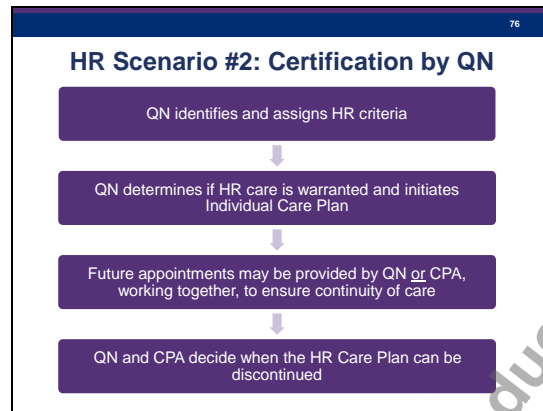 76
HR Scenario #2: Certification by QN
QN identifies and assigns HR criteria
QN determines if HR care is warranted and initiates
Individual Care Plan
Future appointments may be provided by QN or CPA,
working together, to ensure continuity of care
QN and CPA decide when the HR Care Plan can be
discontinued